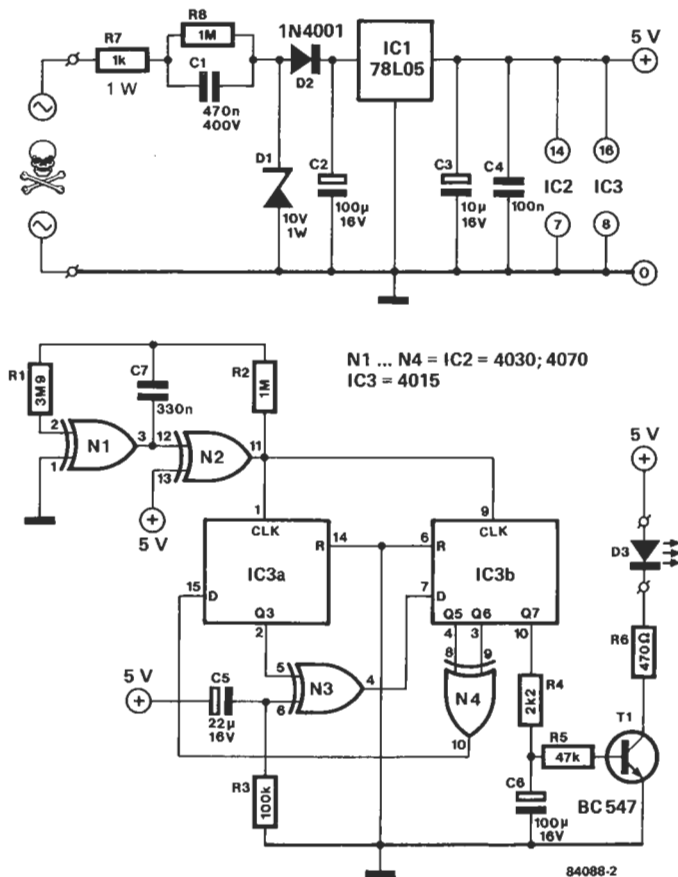 R8
1M
R7
1k
1 W
C1
470n
400V
1N4001
D2
IC1
78L05
5 V
+
D1
10V
1W
C2
100µ
16V
C3
10µ
16V
C4
100n
14
IC2
7
16
IC3
8
0
N1 ... N4 = IC2 = 4030; 4070
IC3 = 4015
R1
3M9
C7
330n
R2
1M
2
1
N1
3
12
13
N2
11
5 V
+
1
CLK
R
14
IC3a
15
D
Q3
2
9
CLK
6
R
IC3b
7
D
Q5
Q6
Q7
4
3
10
8
9
N4
10
5
6
N3
4
5 V
+
C5
22µ
16V
R3
100k
R4
2k2
R5
47k
C6
100µ
16V
5 V
+
D3
R6
470Ω
T1
BC 547
84088-2